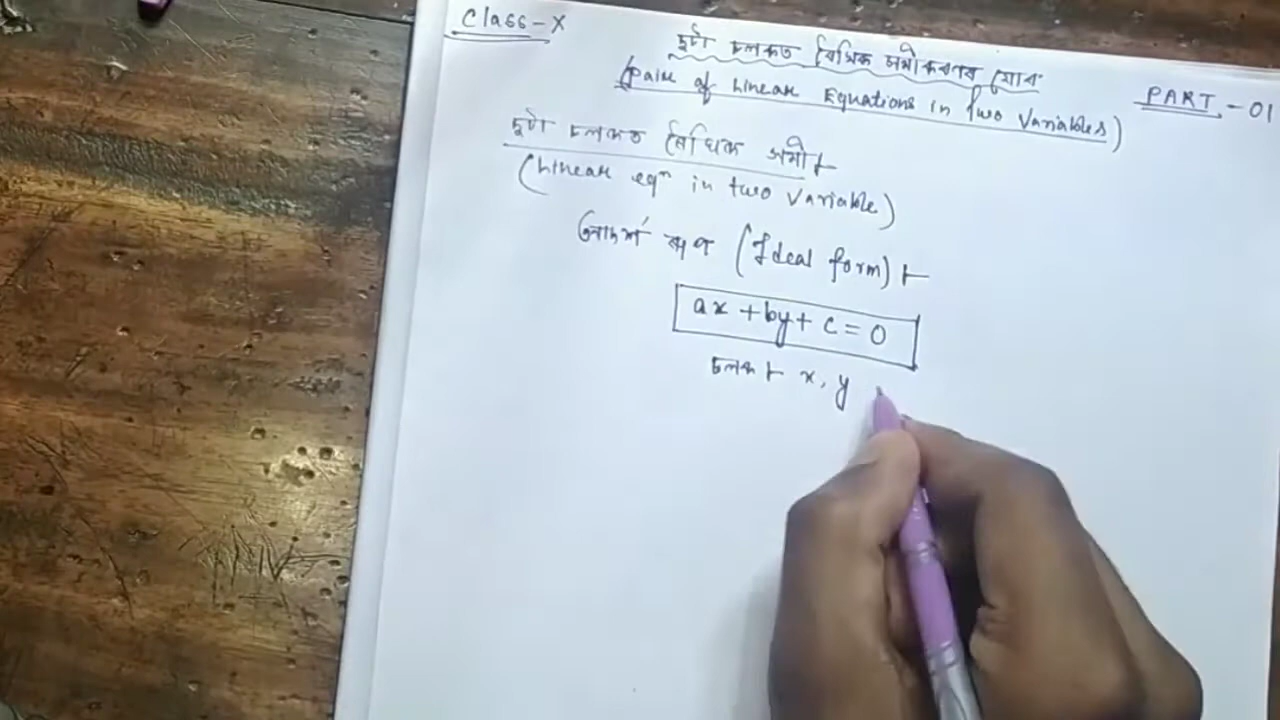 Class-X
দুটা চলকত ৰৈখিক সমীকৰণৰ যোৰ
(Pair of Linear Equations in Two Variables)
PART - 01
দুটা চলকত ৰৈখিক সমী
(Linear eqⁿ in two Variable)
আদৰ্শ ৰূপ (Ideal form)
ax + by + c = 0
চলক x, y